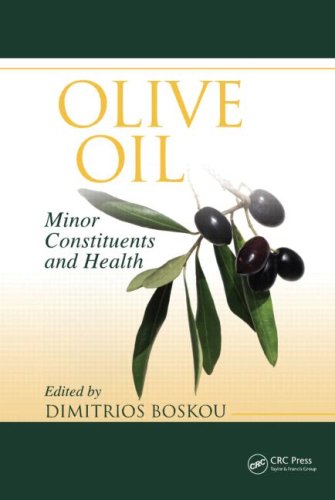 OLIVE
OIL
Minor
Constituents
and Health
Edited by
DIMITRIOS BOSKOU
CRC
CRC Press
Taylor & Francis Group